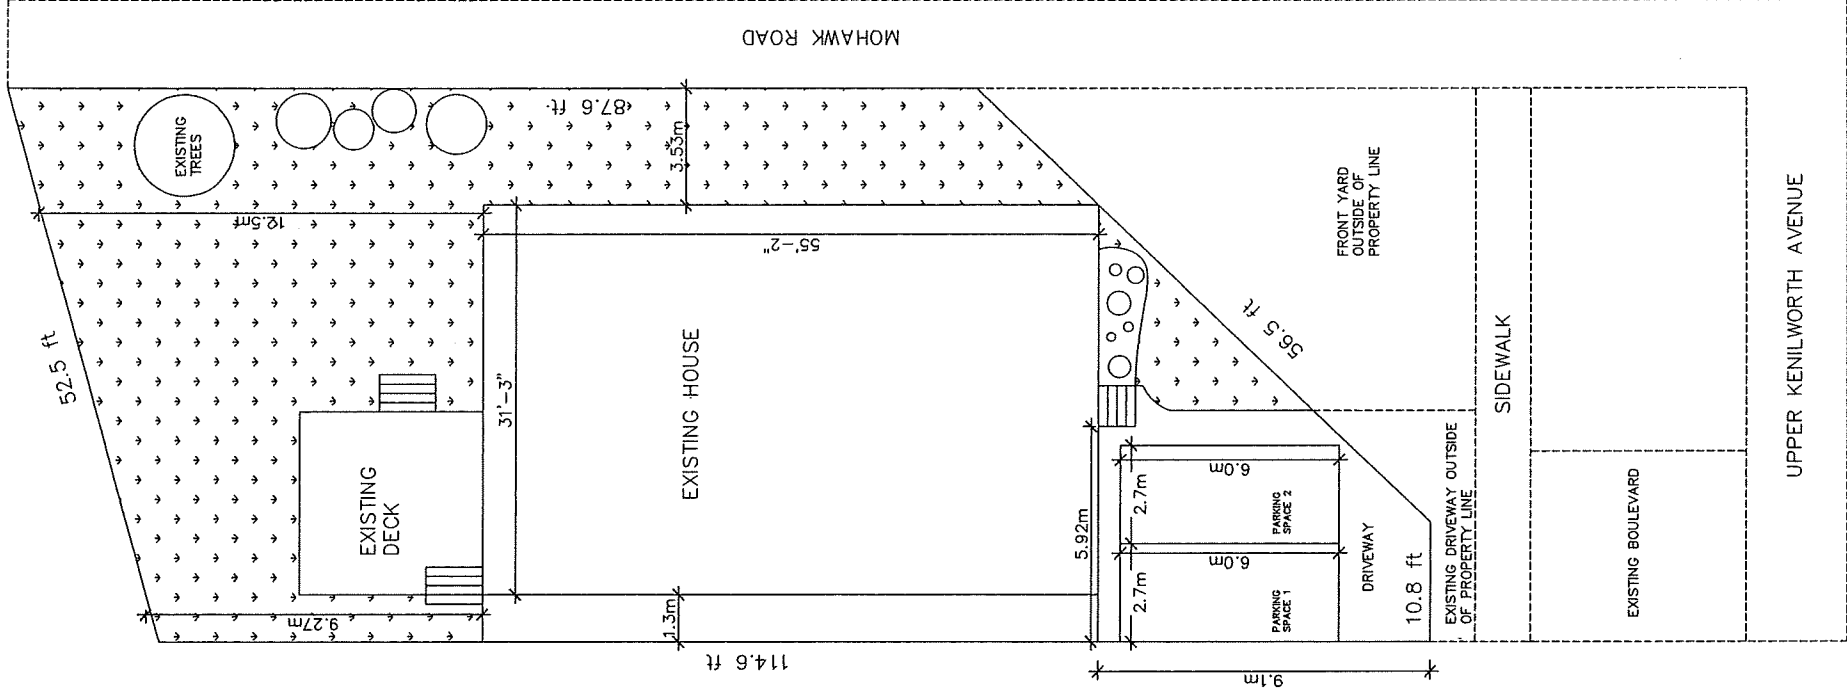 MOHAWK ROAD
EXISTING
TREES
87.6 ft
3.53m
12.5m
52.5 ft
55'-2"
31'-3"
EXISTING HOUSE
EXISTING
DECK
9.27m
1.3m
114.6 ft
FRONT YARD
OUTSIDE OF
PROPERTY LINE
56.5 ft
SIDEWALK
UPPER KENILWORTH AVENUE
5.92m
2.7m
6.0m
PARKING
SPACE 2
2.7m
6.0m
PARKING
SPACE 1
DRIVEWAY
10.8 ft
EXISTING DRIVEWAY OUTSIDE
OF PROPERTY LINE
EXISTING BOULEVARD
9.1m